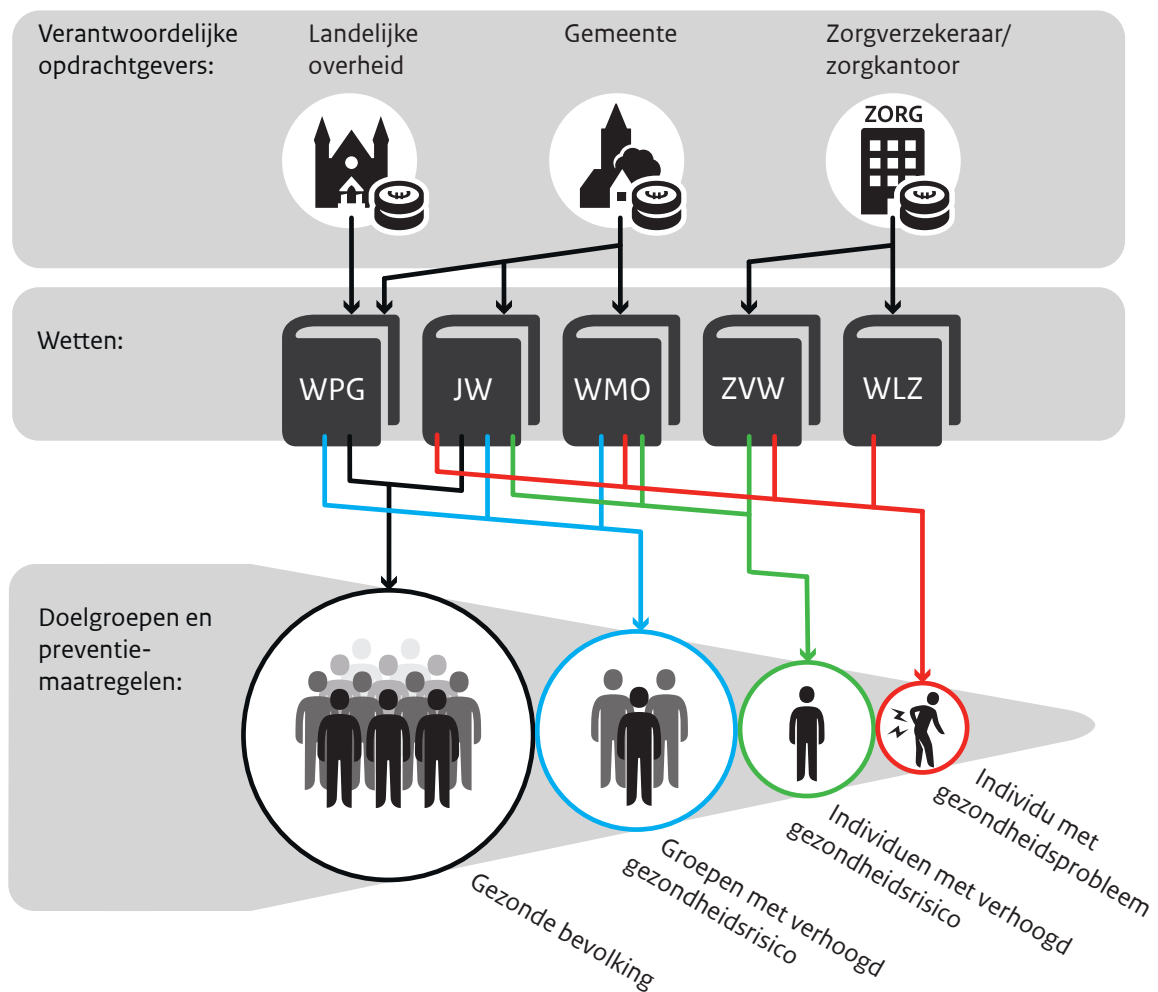 Verantwoordelijke
opdrachtgevers:
Landelijke
overheid
Gemeente
Zorgverzekeraar/
zorgkantoor
ZORG
Wetten:
WPG
JW
WMO
ZVW
WLZ
Doelgroepen en
preventie-
maatregelen:
Gezonde bevolking
Groepen met verhoogd
gezondheidsrisico
Individuen met verhoogd
gezondheidsrisico
Individu met
gezondheidsprobleem